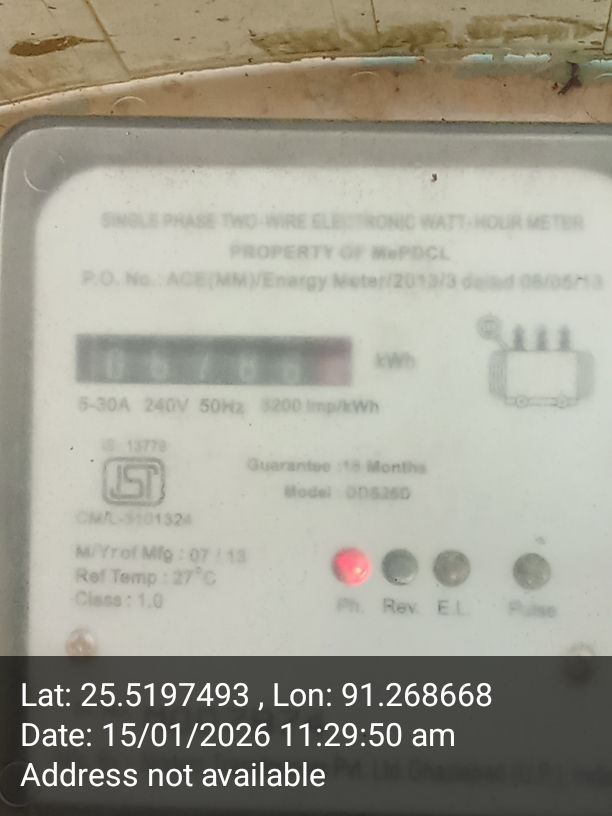 SINGLE PHASE TWO-WIRE ELECTRONIC WATT-HOUR METER
PROPERTY OF MePDCL
P.O. No.: ACE(MM)/Energy Meter/2013/3 dated 08/05/13
kWh
5-30A 240V 50Hz 3200 Imp/kWh
IS: 13779
Guarantee : 18 Months
Model :
CM/L-3101324
M/Yr of Mfg : 07 / 13
Ref Temp : 27°C
Class : 1.0
Ph. Rev. E.L. Pulse
Lat: 25.5197493 , Lon: 91.268668
Date: 15/01/2026 11:29:50 am
Address not available
Pvt. Ltd.